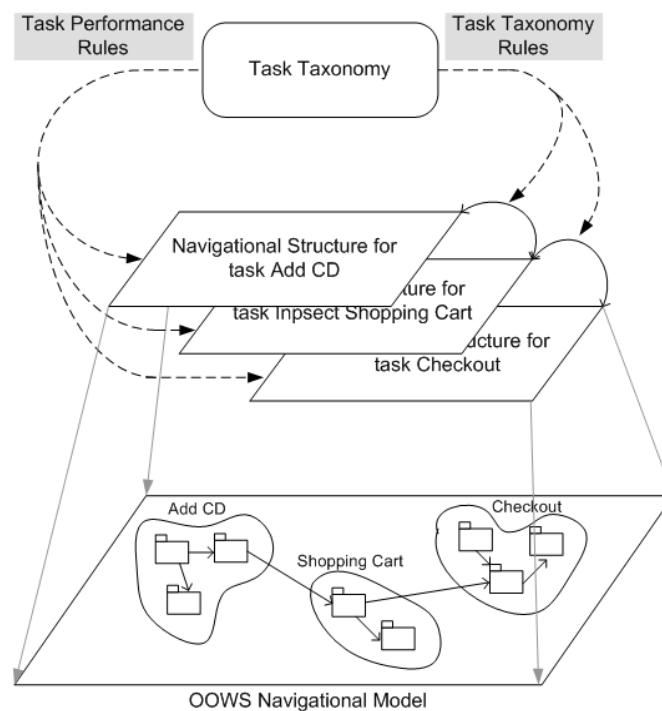 Task Performance
Rules
Task Taxonomy
Task Taxonomy
Rules
Navigational Structure for
task Add CD
ture for
task Inpsect Shopping Cart
ucture for
task Checkout
Add CD
Shopping Cart
Checkout
OOWS Navigational Model